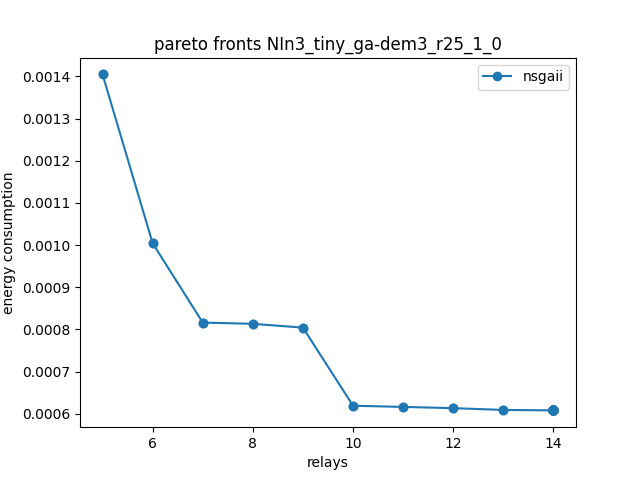 pareto fronts NIn3_tiny_ga-dem3_r25_1_0
nsgaii
energy consumption
0.0014
0.0013
0.0012
0.0011
0.0010
0.0009
0.0008
0.0007
0.0006
6 8 10 12 14
relays